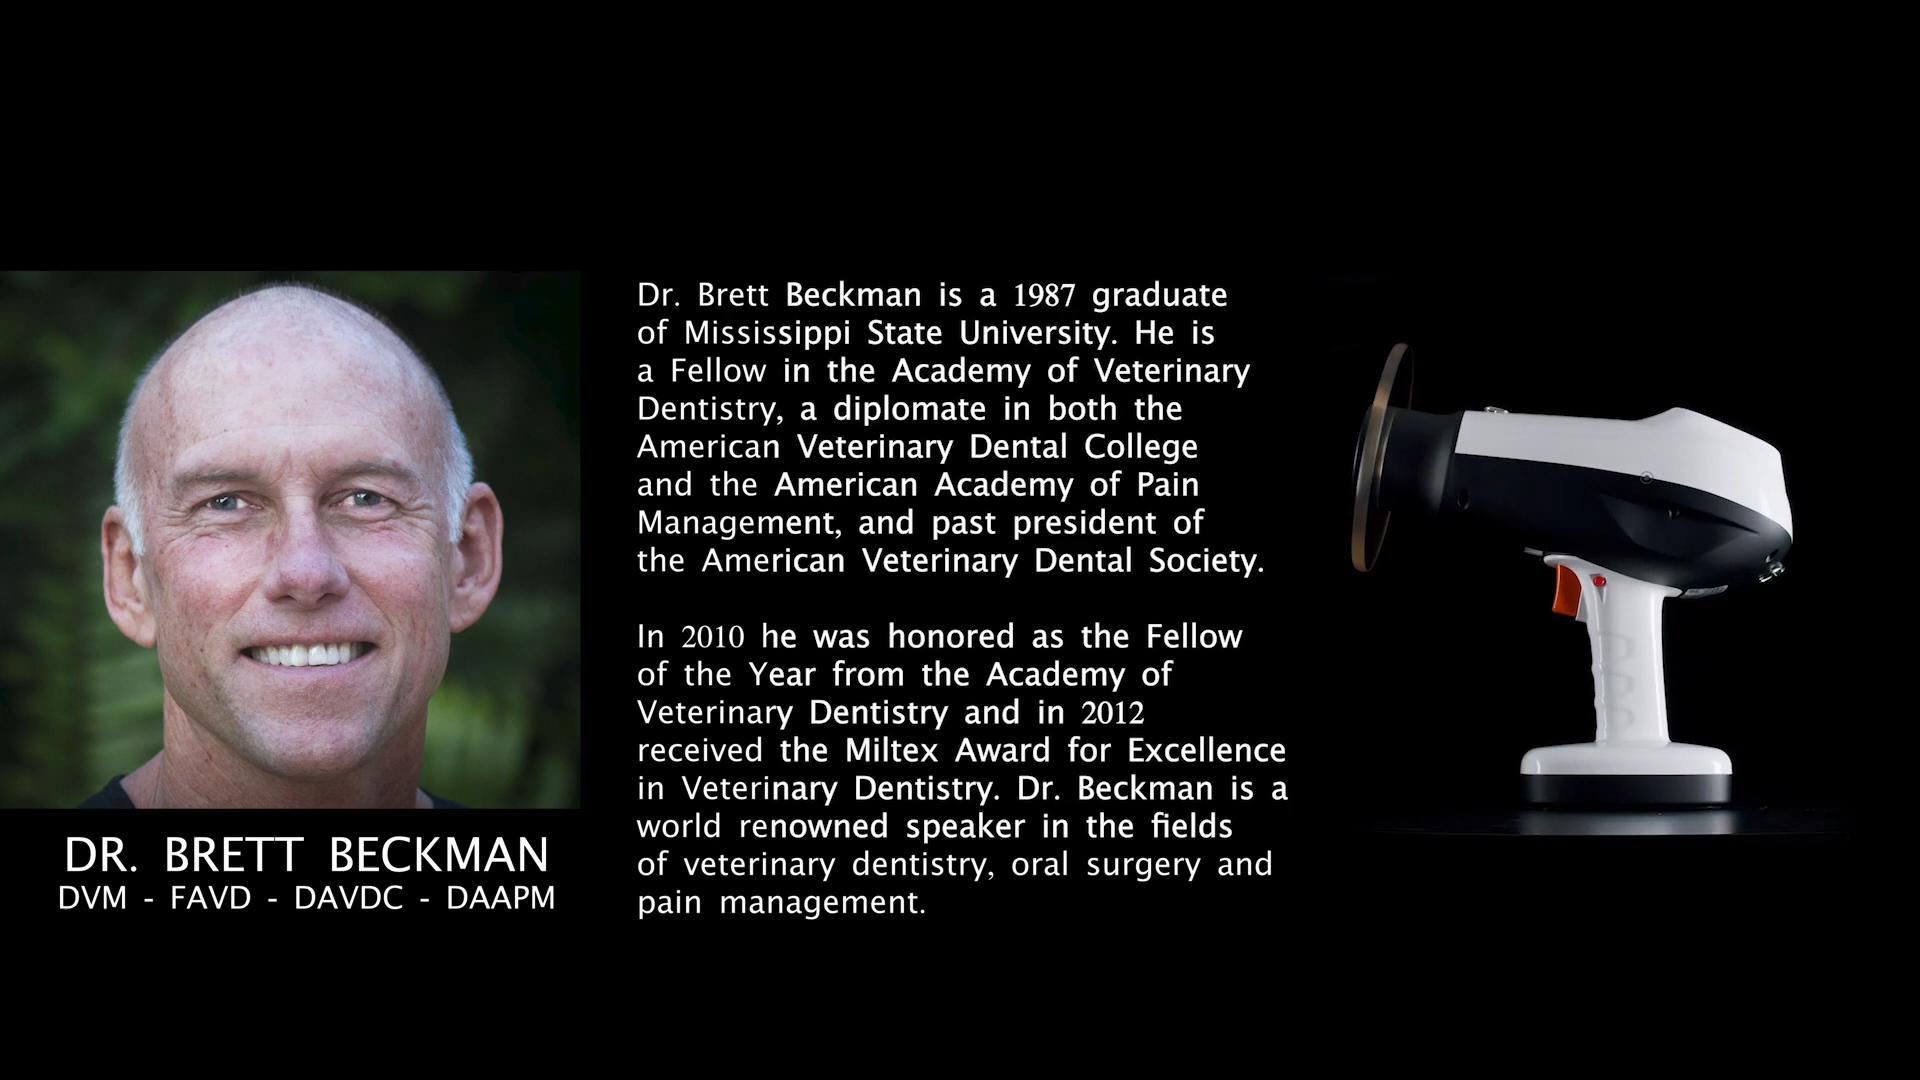 Dr. Brett Beckman is a 1987 graduate
of Mississippi State University. He is
a Fellow in the Academy of Veterinary
Dentistry, a diplomate in both the
American Veterinary Dental College
and the American Academy of Pain
Management, and past president of
the American Veterinary Dental Society.
In 2010 he was honored as the Fellow
of the Year from the Academy of
Veterinary Dentistry and in 2012
received the Miltex Award for Excellence
in Veterinary Dentistry. Dr. Beckman is a
world renowned speaker in the fields
of veterinary dentistry, oral surgery and
pain management.
DR. BRETT BECKMAN
DVM - FAVD - DAVDC - DAAPM